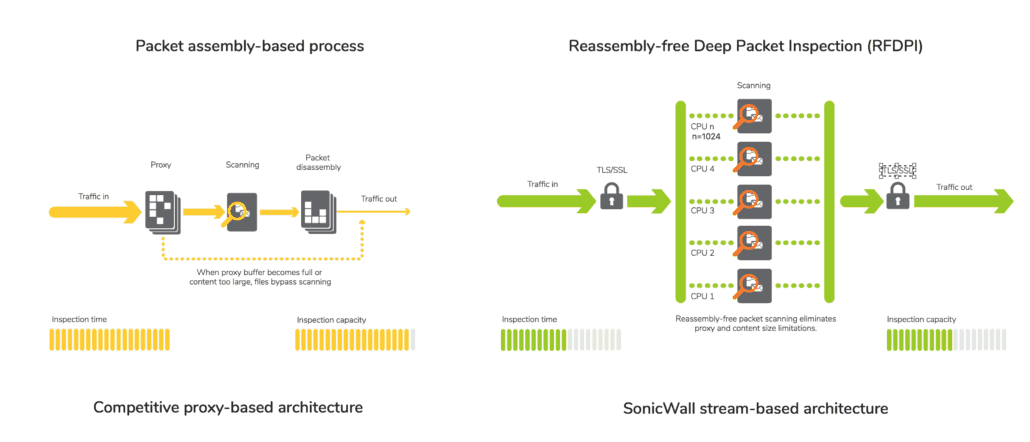 Packet assembly-based process
Proxy
Scanning
Packet
disassembly
Traffic in
Traffic out
When proxy buffer becomes full or
content too large, files bypass scanning
Inspection time
Inspection capacity
Competitive proxy-based architecture
Reassembly-free Deep Packet Inspection (RFDPI)
Scanning
CPU n
n=1024
TLS/SSL
TLS/SSL
CPU 4
Traffic in
Traffic out
CPU 3
CPU 2
CPU 1
Reassembly-free packet scanning eliminates
proxy and content size limitations.
Inspection time
Inspection capacity
SonicWall stream-based architecture